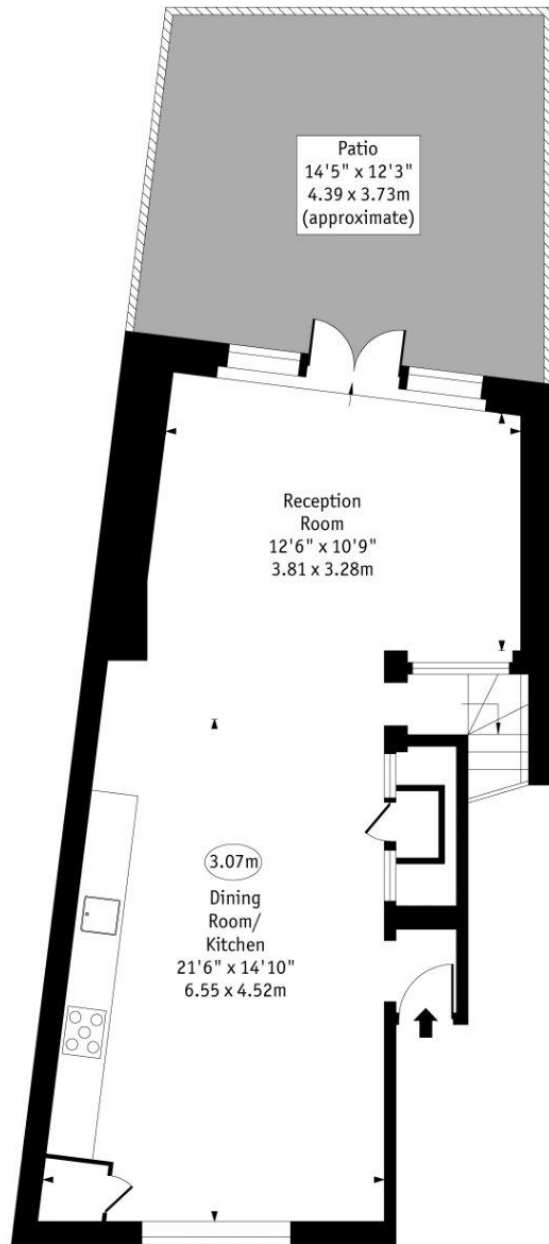 Patio
14'5" x 12'3"
4.39 x 3.73m
(approximate)
Reception
Room
12'6" x 10'9"
3.81 x 3.28m
3.07m
Dining
Room/
Kitchen
21'6" x 14'10"
6.55 x 4.52m